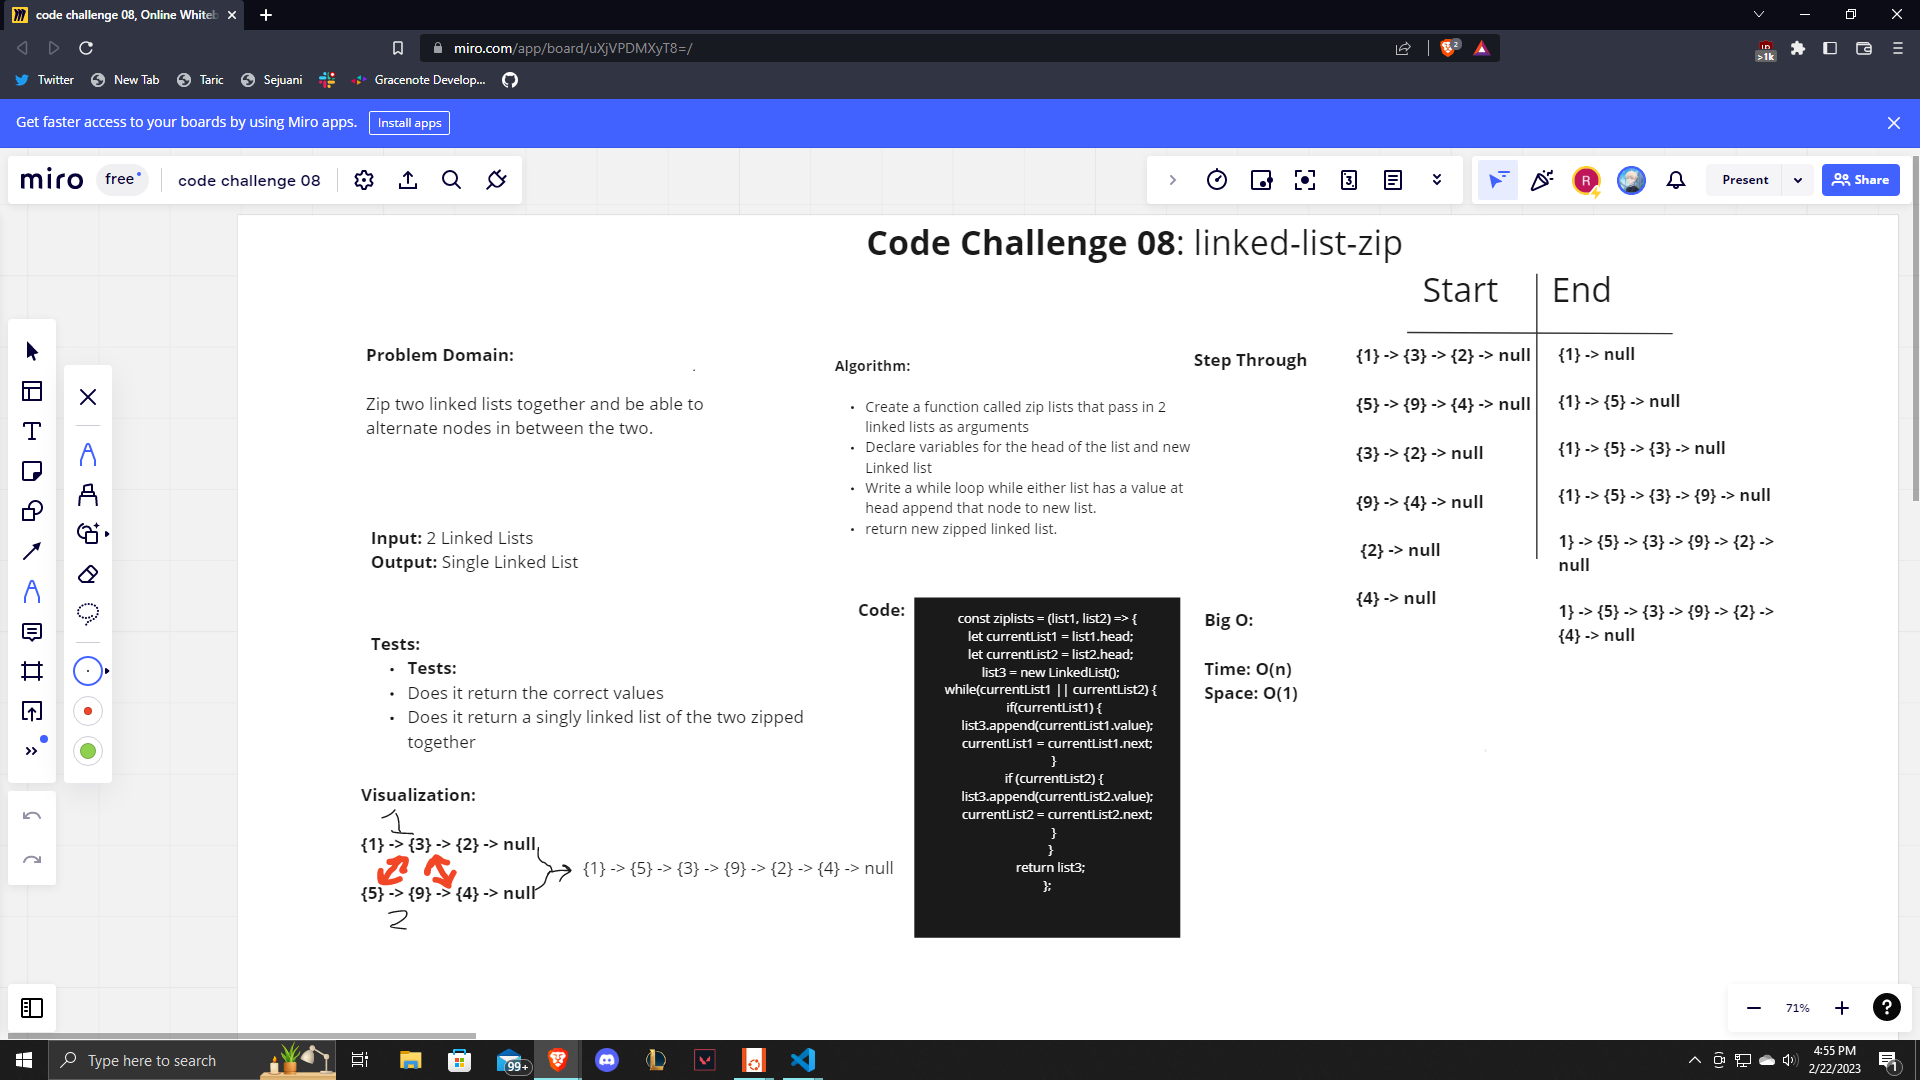 code challenge 08, Online Whiteb
miro.com/app/board/uXjVPDMXyT8=/
2
>1k
Twitter
New Tab
Taric
Sejuani
Gracenote Develop...
Get faster access to your boards by using Miro apps.
Install apps
miro
free
code challenge 08
3
R
Present
Share
Code Challenge 08: linked-list-zip
Start
End
Problem Domain:
Zip two linked lists together and be able to
alternate nodes in between the two.
Input: 2 Linked Lists
Output: Single Linked List
Tests:
• Tests:
• Does it return the correct values
• Does it return a singly linked list of the two zipped
together
Visualization:
1
{1} -> {3} -> {2} -> null
{5} -> {9} -> {4} -> null
2
{1} -> {5} -> {3} -> {9} -> {2} -> {4} -> null
Algorithm:
• Create a function called zip lists that pass in 2
linked lists as arguments
• Declare variables for the head of the list and new
Linked list
• Write a while loop while either list has a value at
head append that node to new list.
• return new zipped linked list.
Code:
const ziplists = (list1, list2) => {
let currentList1 = list1.head;
let currentList2 = list2.head;
list3 = new LinkedList();
while(currentList1 || currentList2) {
if(currentList1) {
list3.append(currentList1.value);
currentList1 = currentList1.next;
}
if (currentList2) {
list3.append(currentList2.value);
currentList2 = currentList2.next;
}
}
return list3;
};
Step Through
{1} -> {3} -> {2} -> null
{5} -> {9} -> {4} -> null
{3} -> {2} -> null
{9} -> {4} -> null
{2} -> null
{4} -> null
{1} -> null
{1} -> {5} -> null
{1} -> {5} -> {3} -> null
{1} -> {5} -> {3} -> {9} -> null
1} -> {5} -> {3} -> {9} -> {2} ->
null
1} -> {5} -> {3} -> {9} -> {2} ->
{4} -> null
Big O:
Time: O(n)
Space: O(1)
71%
?
Type here to search
99+
4:55 PM
2/22/2023
1